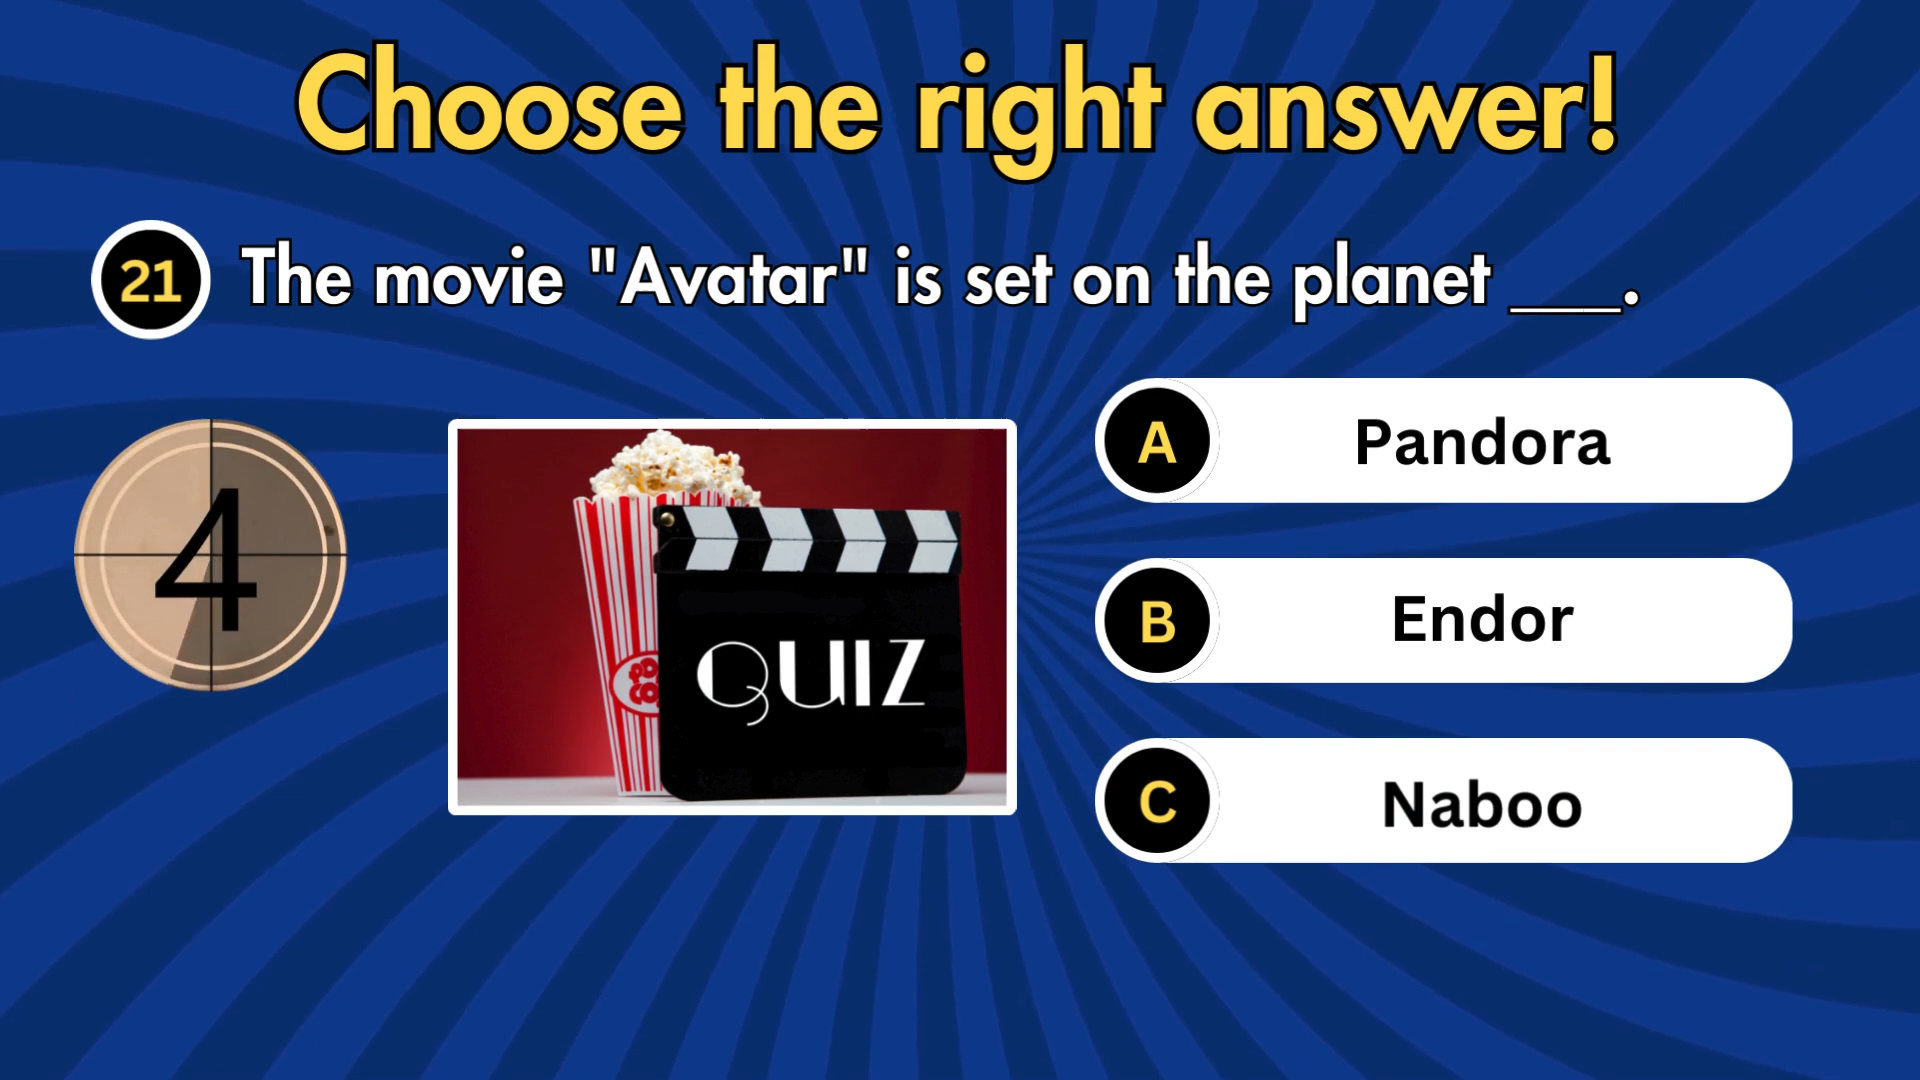 Choose the right answer!
21 The movie "Avatar" is set on the planet ___.
4
QUIZ
A Pandora
B Endor
C Naboo